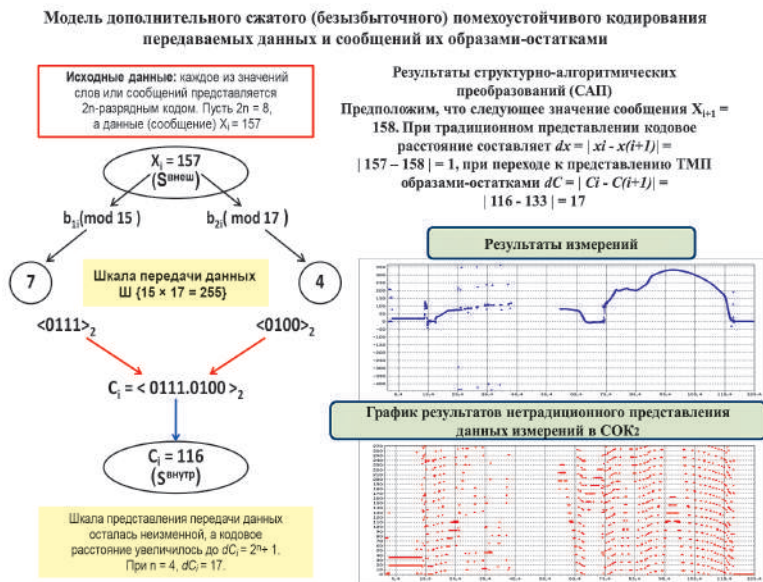 Модель дополнительного сжатого (безызбыточного) помехоустойчивого кодирования
передаваемых данных и сообщений их образами-остатками
Исходные данные: каждое из значений
слов или сообщений представляется
2n-разрядным кодом. Пусть 2n = 8,
а данные (сообщение) Xi = 157
Xi = 157
(Sвнеш)
b1i(mod 15)
b2i( mod 17 )
7
Шкала передачи данных
Ш {15 × 17 = 255}
4
<0111>2
<0100>2
Ci = < 0111.0100 >2
Ci = 116
(Sвнутр)
Шкала представления передачи данных
осталась неизменной, а кодовое
расстояние увеличилось до dCi = 2n+ 1.
При n = 4, dCi = 17.
Результаты структурно-алгоритмических
преобразований (САП)
Предположим, что следующее значение сообщения Xi+1 =
158. При традиционном представлении кодовое
расстояние составляет dx = | xi - x(i+1)| =
| 157 – 158 | = 1, при переходе к представлению ТМП
образами-остатками dC = | Ci - C(i+1)| =
| 116 - 133 | = 17
Результаты измерений
График результатов нетрадиционного представления
данных измерений в СОК2